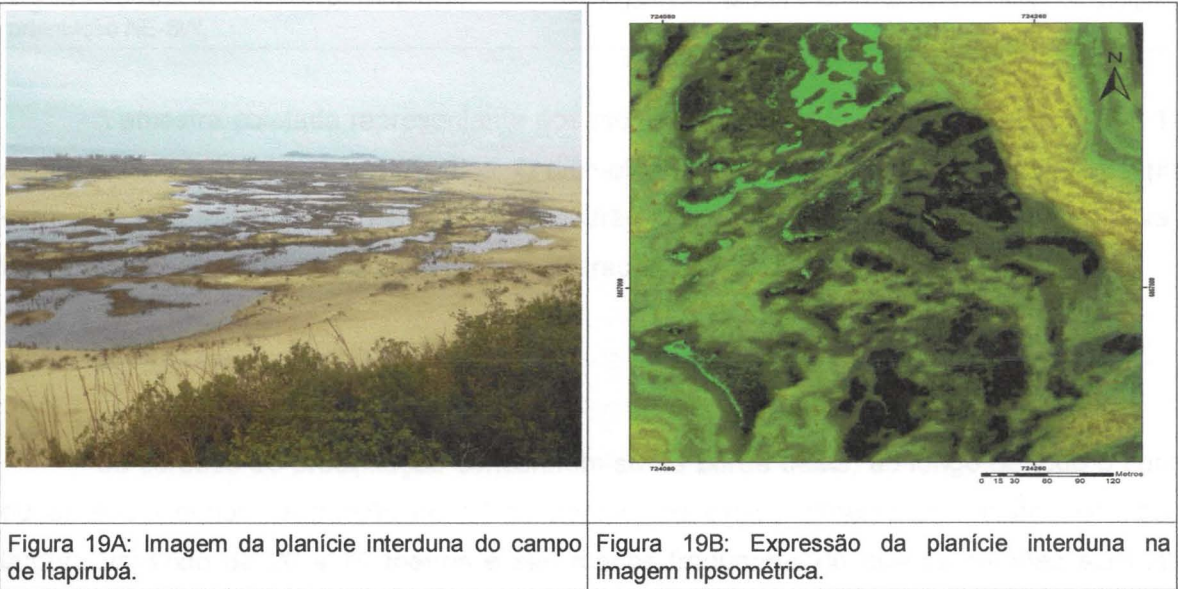 724080
724260
N
724080
724260
Metros
0 15 30 60 90 120
Figura 19A: Imagem da planície interduna do campo
de Itapirubá.
Figura 19B: Expressão da planície interduna na
imagem hipsométrica.